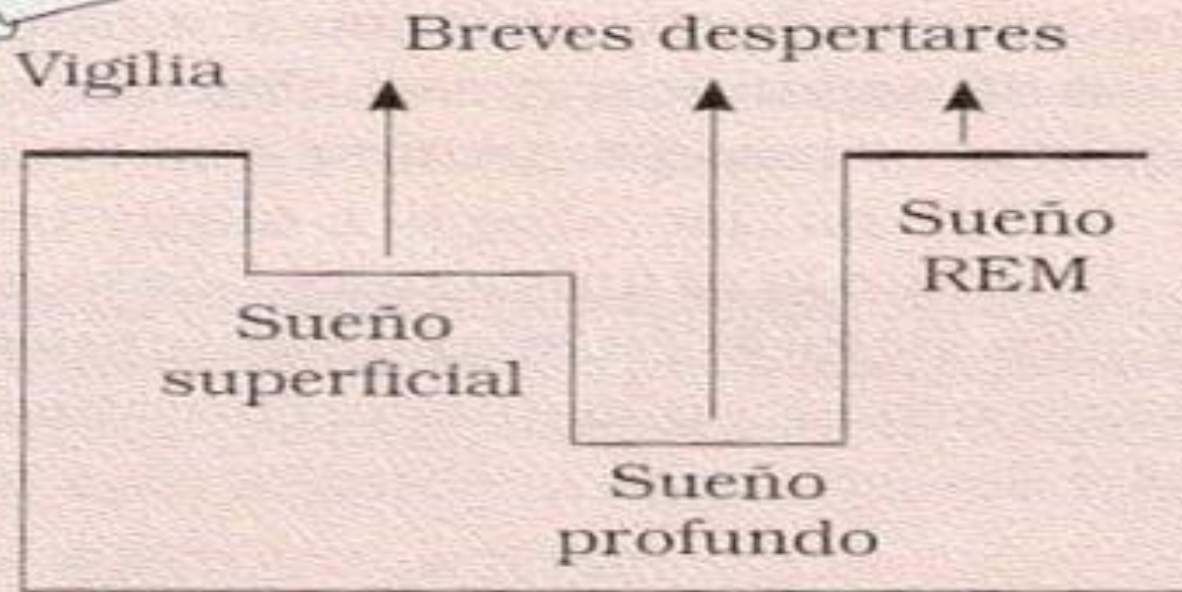 Breves despertares
Vigilia
Sueño
REM
Sueño
superficial
Sueño
profundo